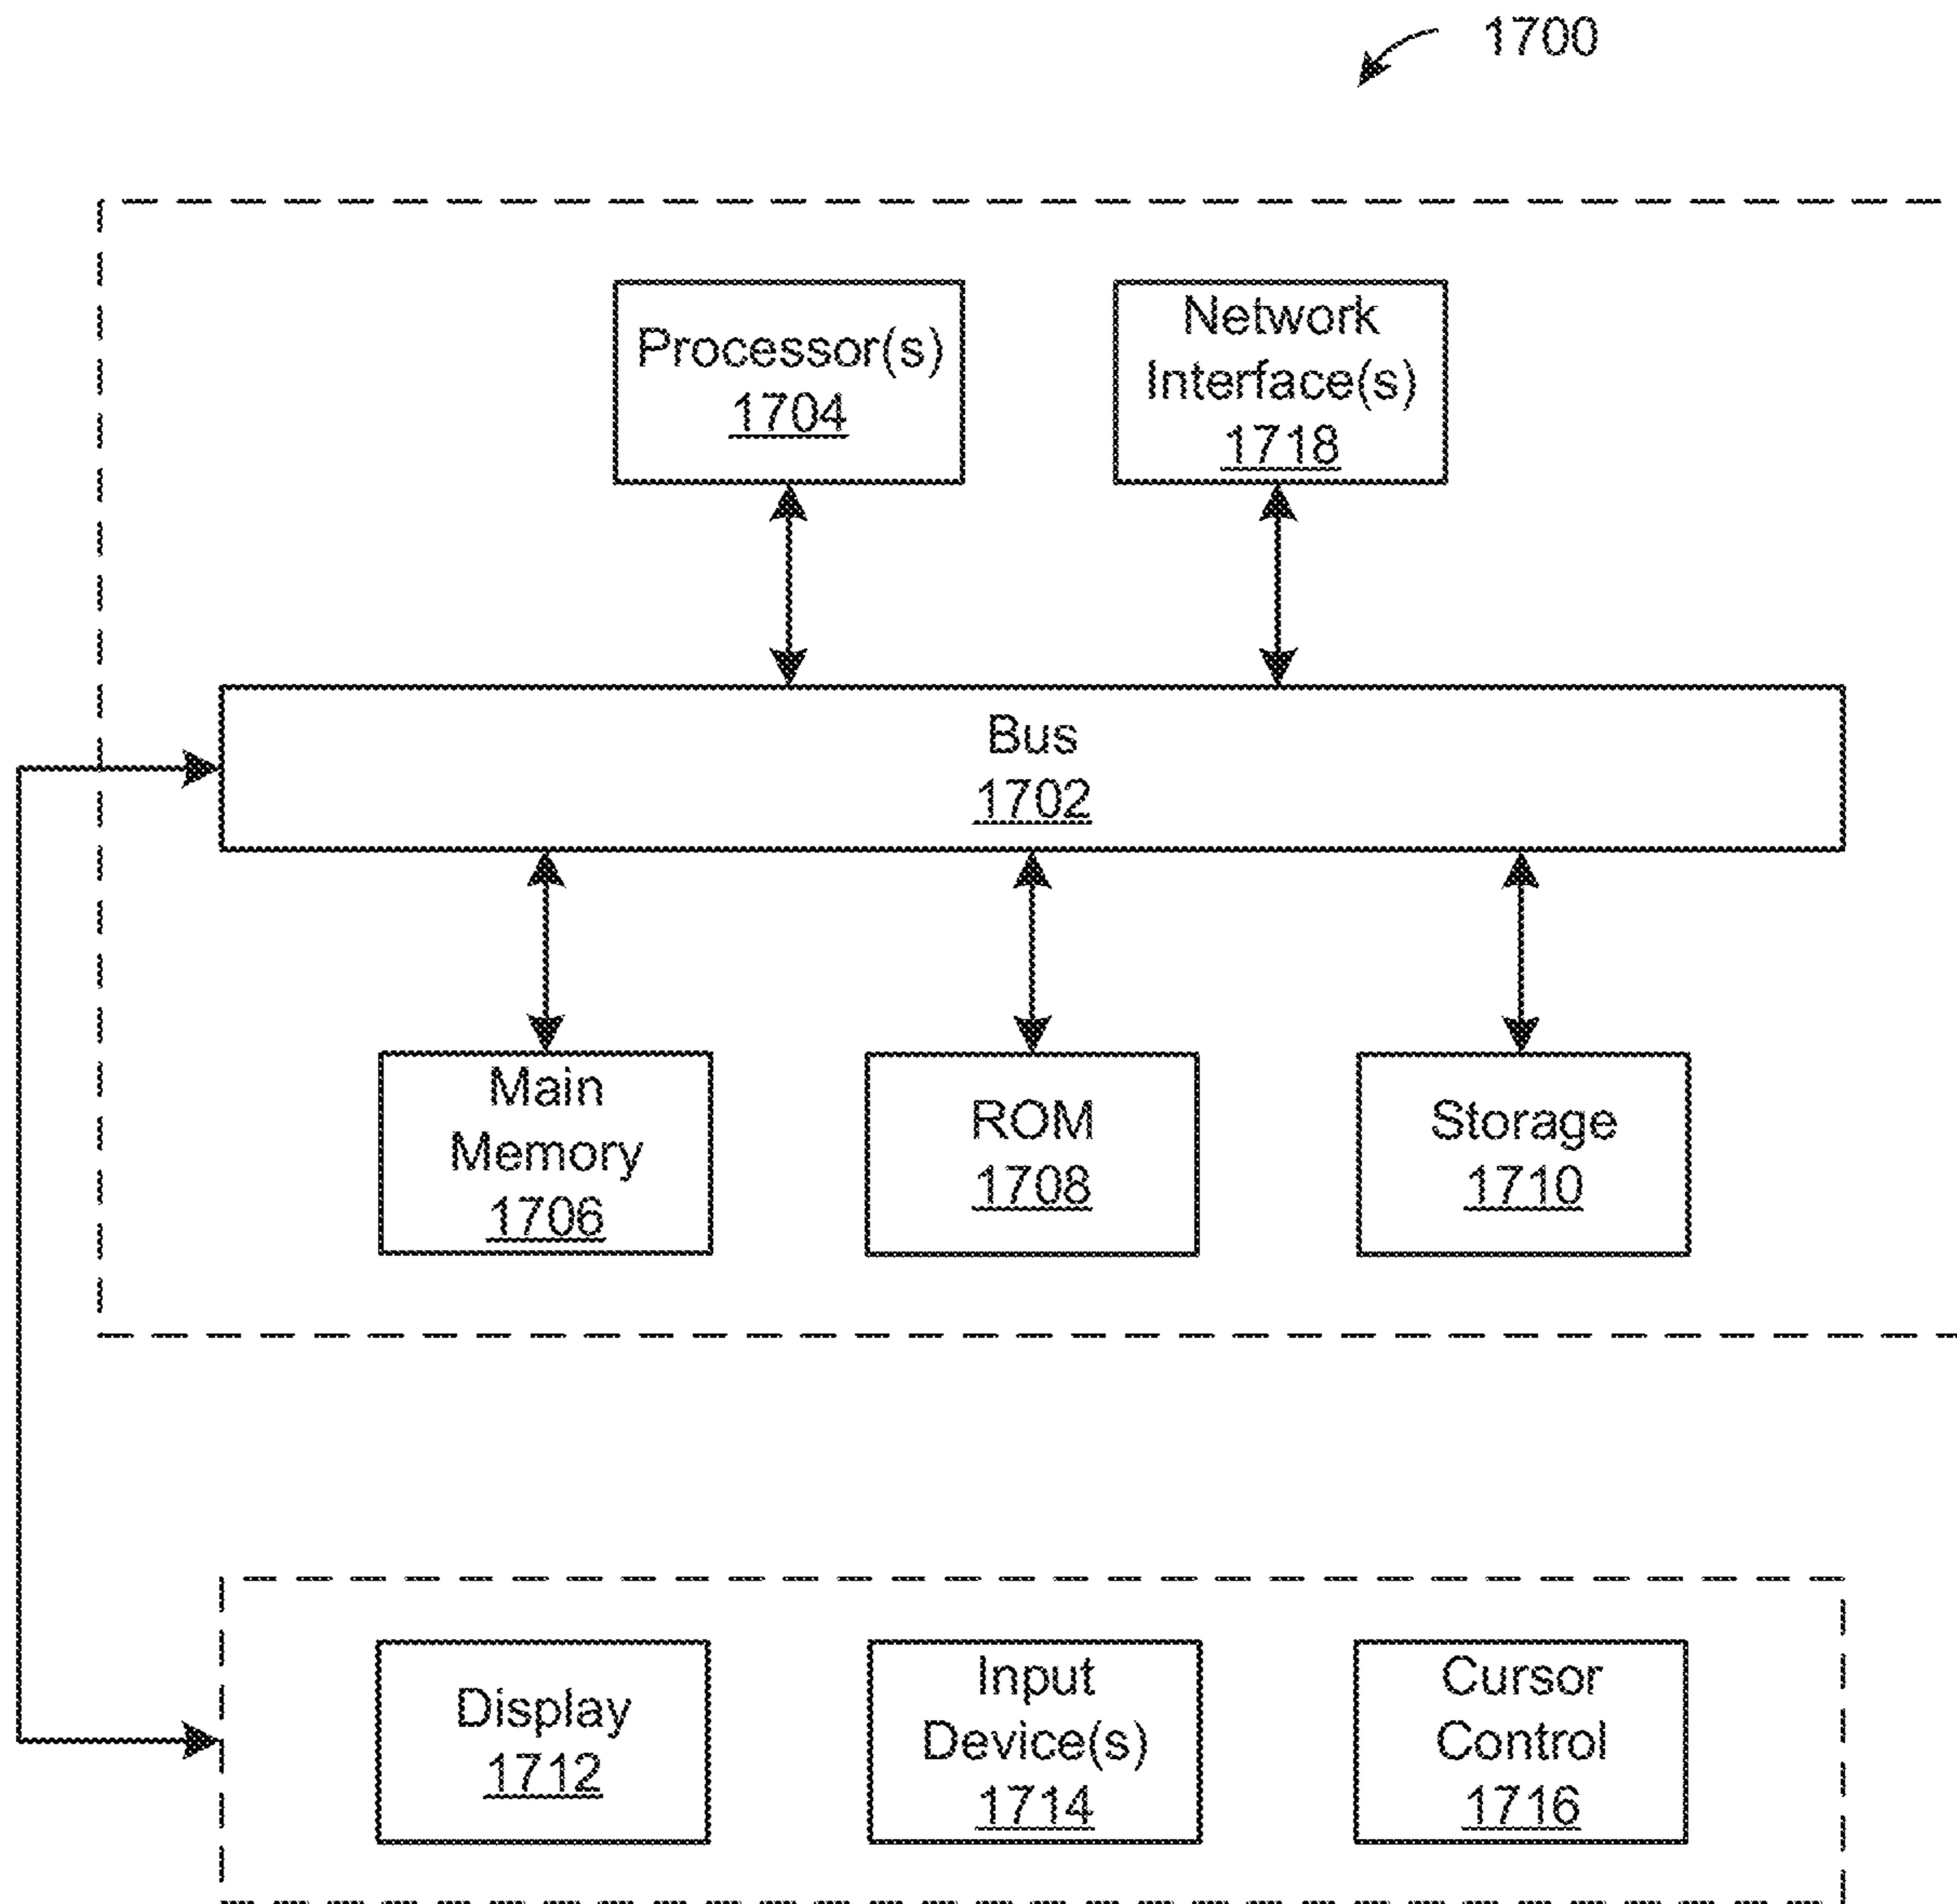 1700
Processor(s)
1704
Network
Interface(s)
1718
Bus
1702
Main
Memory
1706
ROM
1708
Storage
1710
Display
1712
Input
Device(s)
1714
Cursor
Control
1716